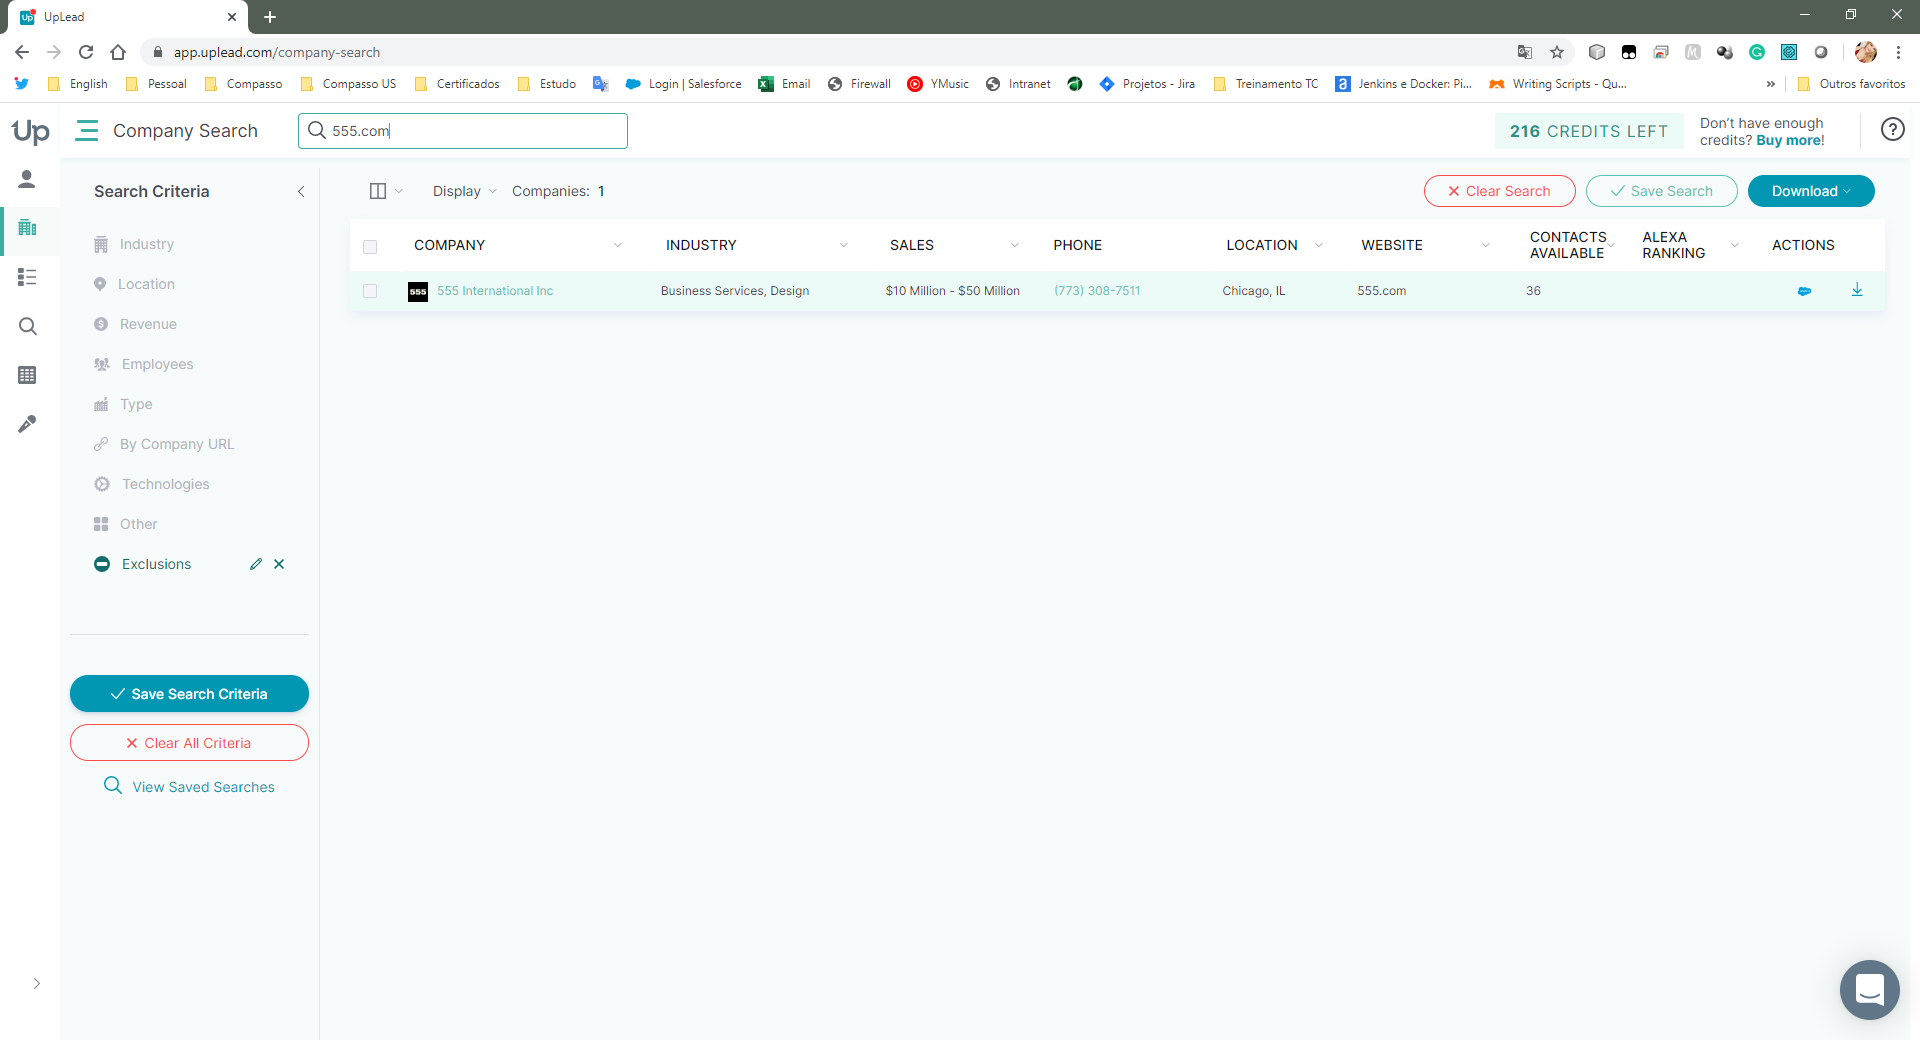 UpLead
app.uplead.com/company-search
English
Pessoal
Compasso
Compasso US
Certificados
Estudo
Login | Salesforce
Email
Firewall
YMusic
Intranet
Projetos - Jira
Treinamento TC
Jenkins e Docker: Pi...
Writing Scripts - Qu...
»
Outros favoritos
Up
Company Search
555.com
216 CREDITS LEFT
Don't have enough
credits? Buy more!
Search Criteria
Display
Companies: 1
Clear Search
Save Search
Download
Industry
Location
Revenue
Employees
Type
By Company URL
Technologies
Other
Exclusions
Save Search Criteria
Clear All Criteria
View Saved Searches
COMPANY
INDUSTRY
SALES
PHONE
LOCATION
WEBSITE
CONTACTS
AVAILABLE
ALEXA
RANKING
ACTIONS
555
555 International Inc
Business Services, Design
$10 Million - $50 Million
(773) 308-7511
Chicago, IL
555.com
36